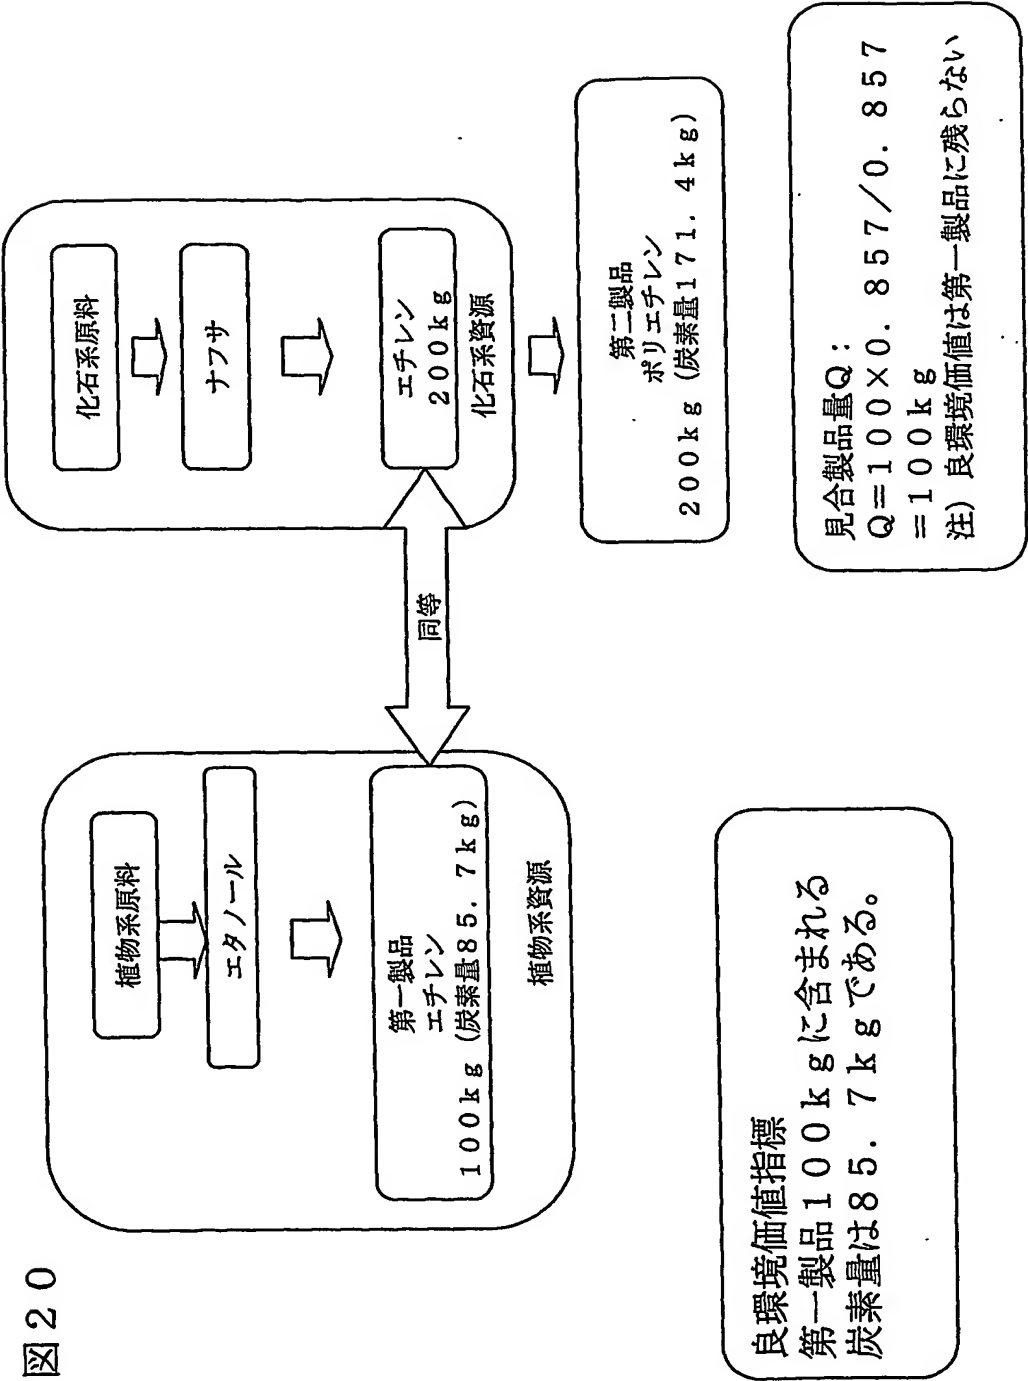 図２０
植物系原料
エタノール
第一製品
エチレン
１００ｋｇ（炭素量８５．７ｋｇ）
植物系資源
同等
化石系原料
ナフサ
エチレン
２００ｋｇ
化石系資源
第二製品
ポリエチレン
２００ｋｇ（炭素量１７１．４ｋｇ）
良環境価値指標
第一製品１００ｋｇに含まれる
炭素量は８５．７ｋｇである。
見合製品量Ｑ：
Ｑ＝１００×０．８５７／０．８５７
＝１００ｋｇ
注）良環境価値は第一製品に残らない